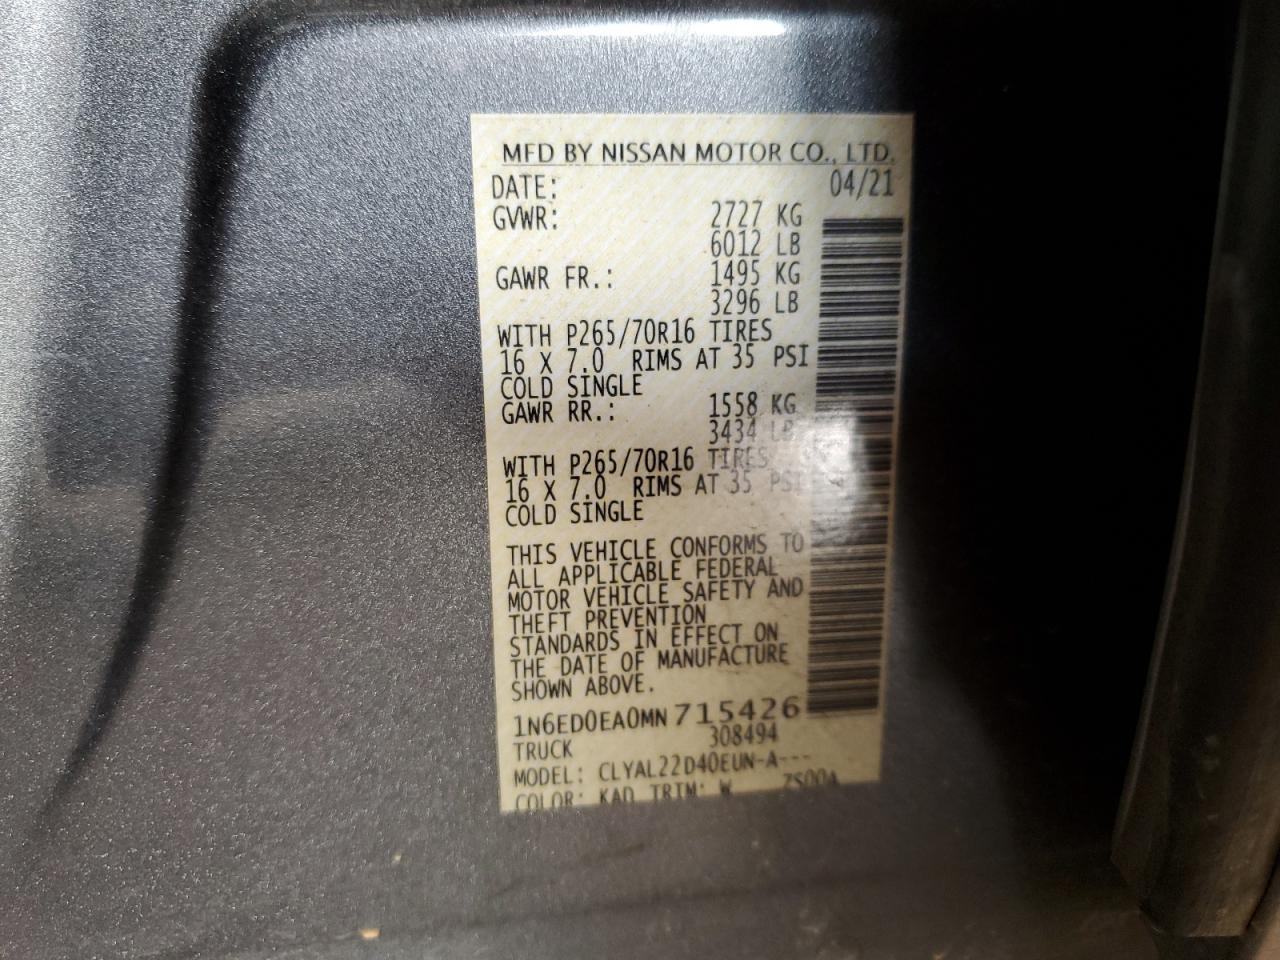 MFD BY NISSAN MOTOR CO., LTD.
DATE: 04/21
GVWR: 2727 KG
6012 LB
GAWR FR.: 1495 KG
3296 LB
WITH P265/70R16 TIRES
16 X 7.0 RIMS AT 35 PSI
COLD SINGLE
GAWR RR.: 1558 KG
3434 LB
WITH P265/70R16 TIRES
16 X 7.0 RIMS AT 35 PSI
COLD SINGLE
THIS VEHICLE CONFORMS TO
ALL APPLICABLE FEDERAL
MOTOR VEHICLE SAFETY AND
THEFT PREVENTION
STANDARDS IN EFFECT ON
THE DATE OF MANUFACTURE
SHOWN ABOVE.
1N6ED0EA0MN715426
TRUCK 308494
MODEL: CLYAL22D40EUN-A---
COLOR: KAD TRIM: W ZS00A